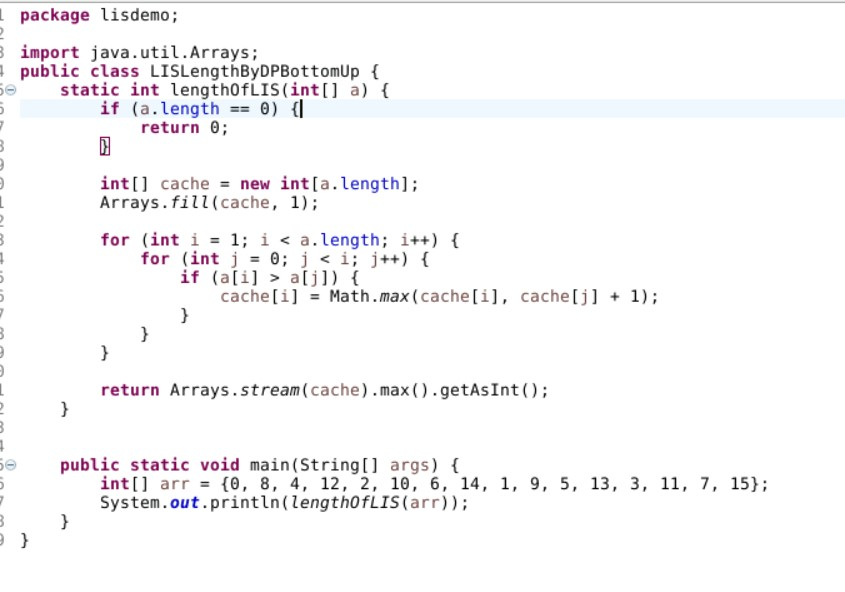 package lisdemo;
import java.util.Arrays;
public class LISLengthByDPBottomUp {
static int lengthOfLIS(int[] a) {
if (a.length == 0) {
return 0;
}
int[] cache = new int[a.length];
Arrays.fill(cache, 1);
for (int i = 1; i < a.length; i++) {
for (int j = 0; j < i; j++) {
if (a[i] > a[j]) {
cache[i] = Math.max(cache[i], cache[j] + 1);
}
}
}
return Arrays.stream(cache).max().getAsInt();
}
public static void main(String[] args) {
int[] arr = {0, 8, 4, 12, 2, 10, 6, 14, 1, 9, 5, 13, 3, 11, 7, 15};
System.out.println(lengthOfLIS(arr));
}
}